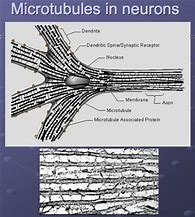 Microtubules in neurons
Dendrite
Dendritic Spine/Synaptic Receptor
Nucleus
Membrane
Axon
Microtubule
Microtubule Associated Protein